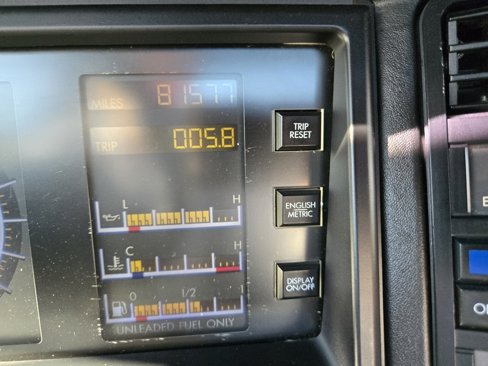 MILES 81577
TRIP 005.8
TRIP
RESET
L H
ENGLISH
METRIC
C H
DISPLAY
ON/OFF
0 1/2
UNLEADED FUEL ONLY